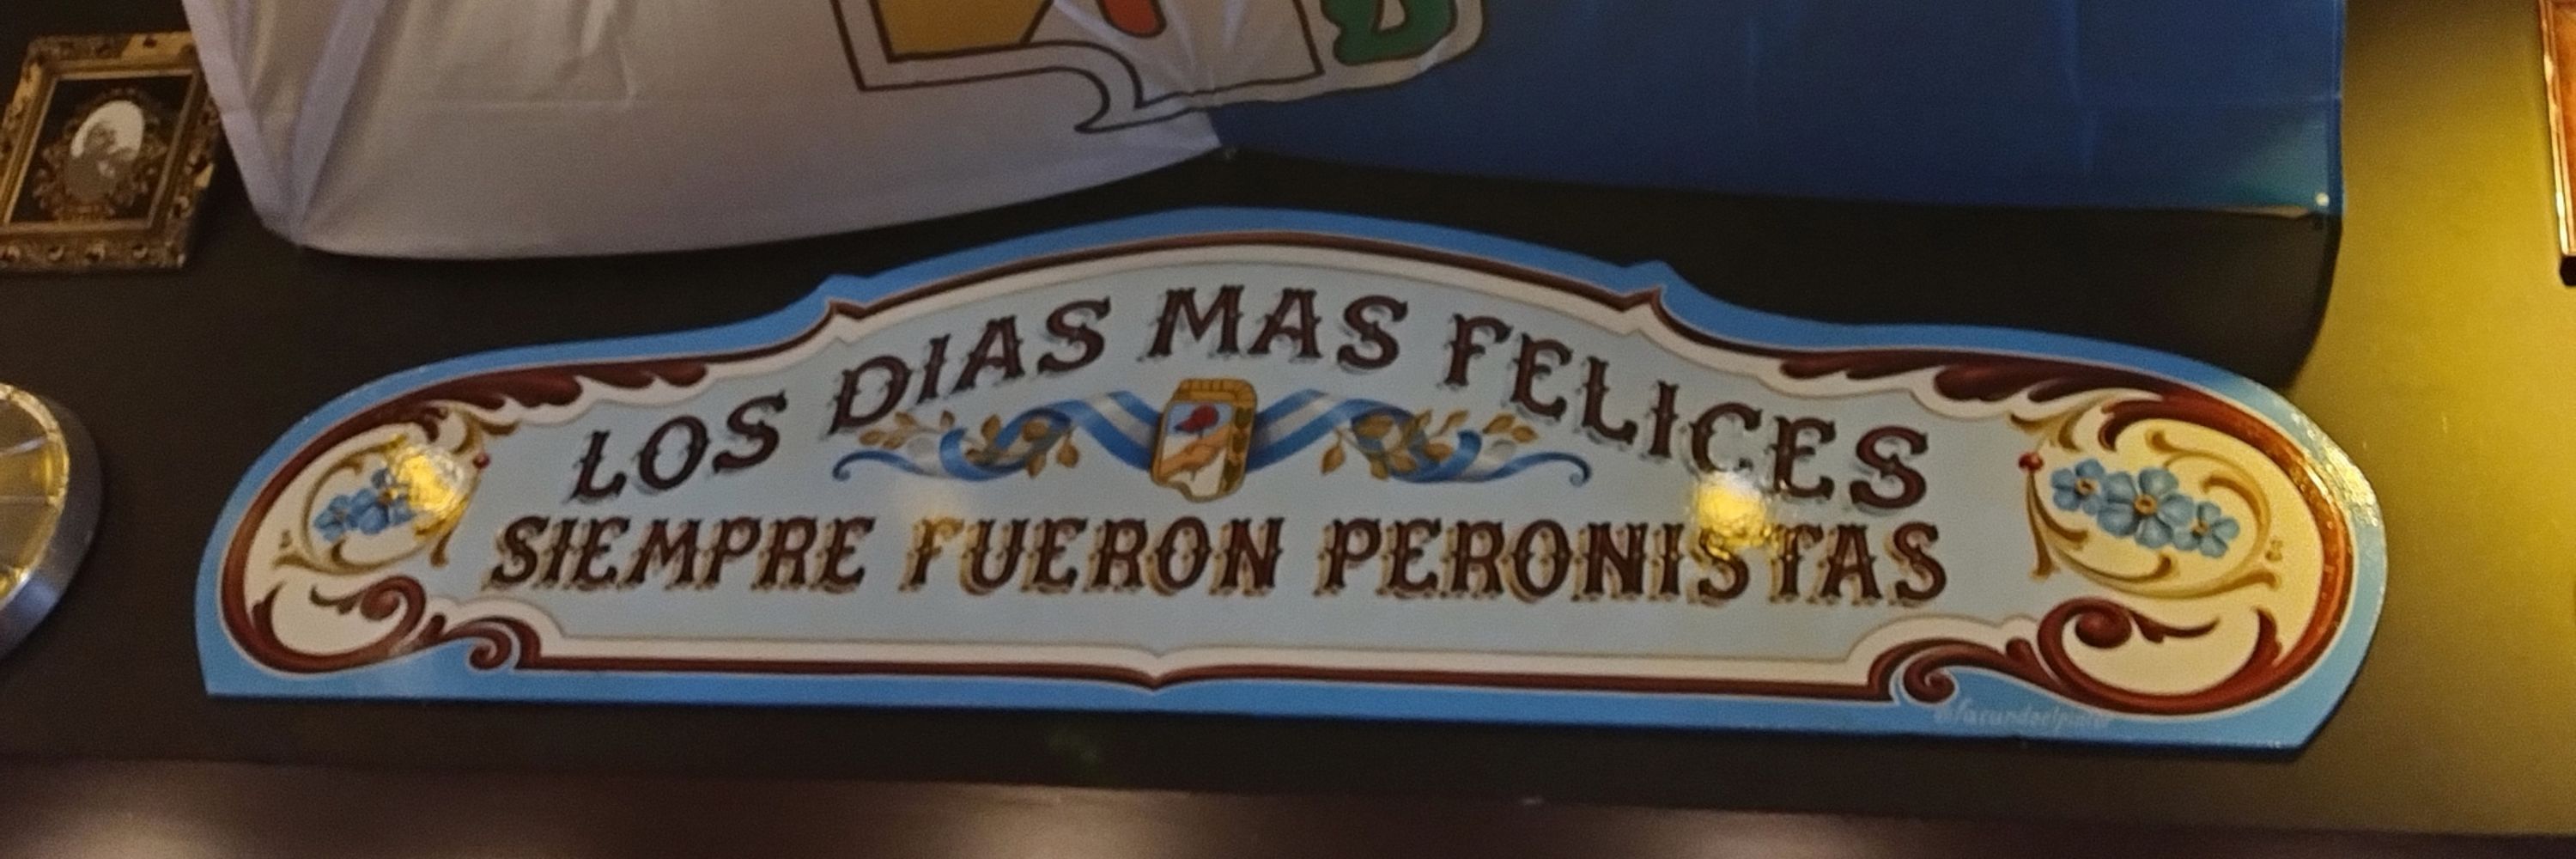 LOS DIAS MAS FELICES
SIEMPRE FUERON PERONISTAS